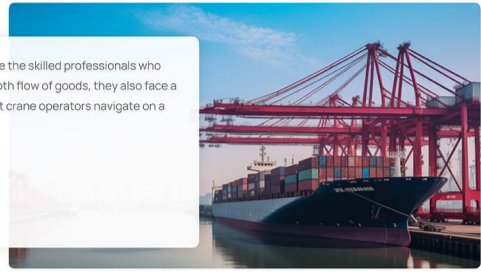 e the skilled professionals who
oth flow of goods, they also face a
t crane operators navigate on a